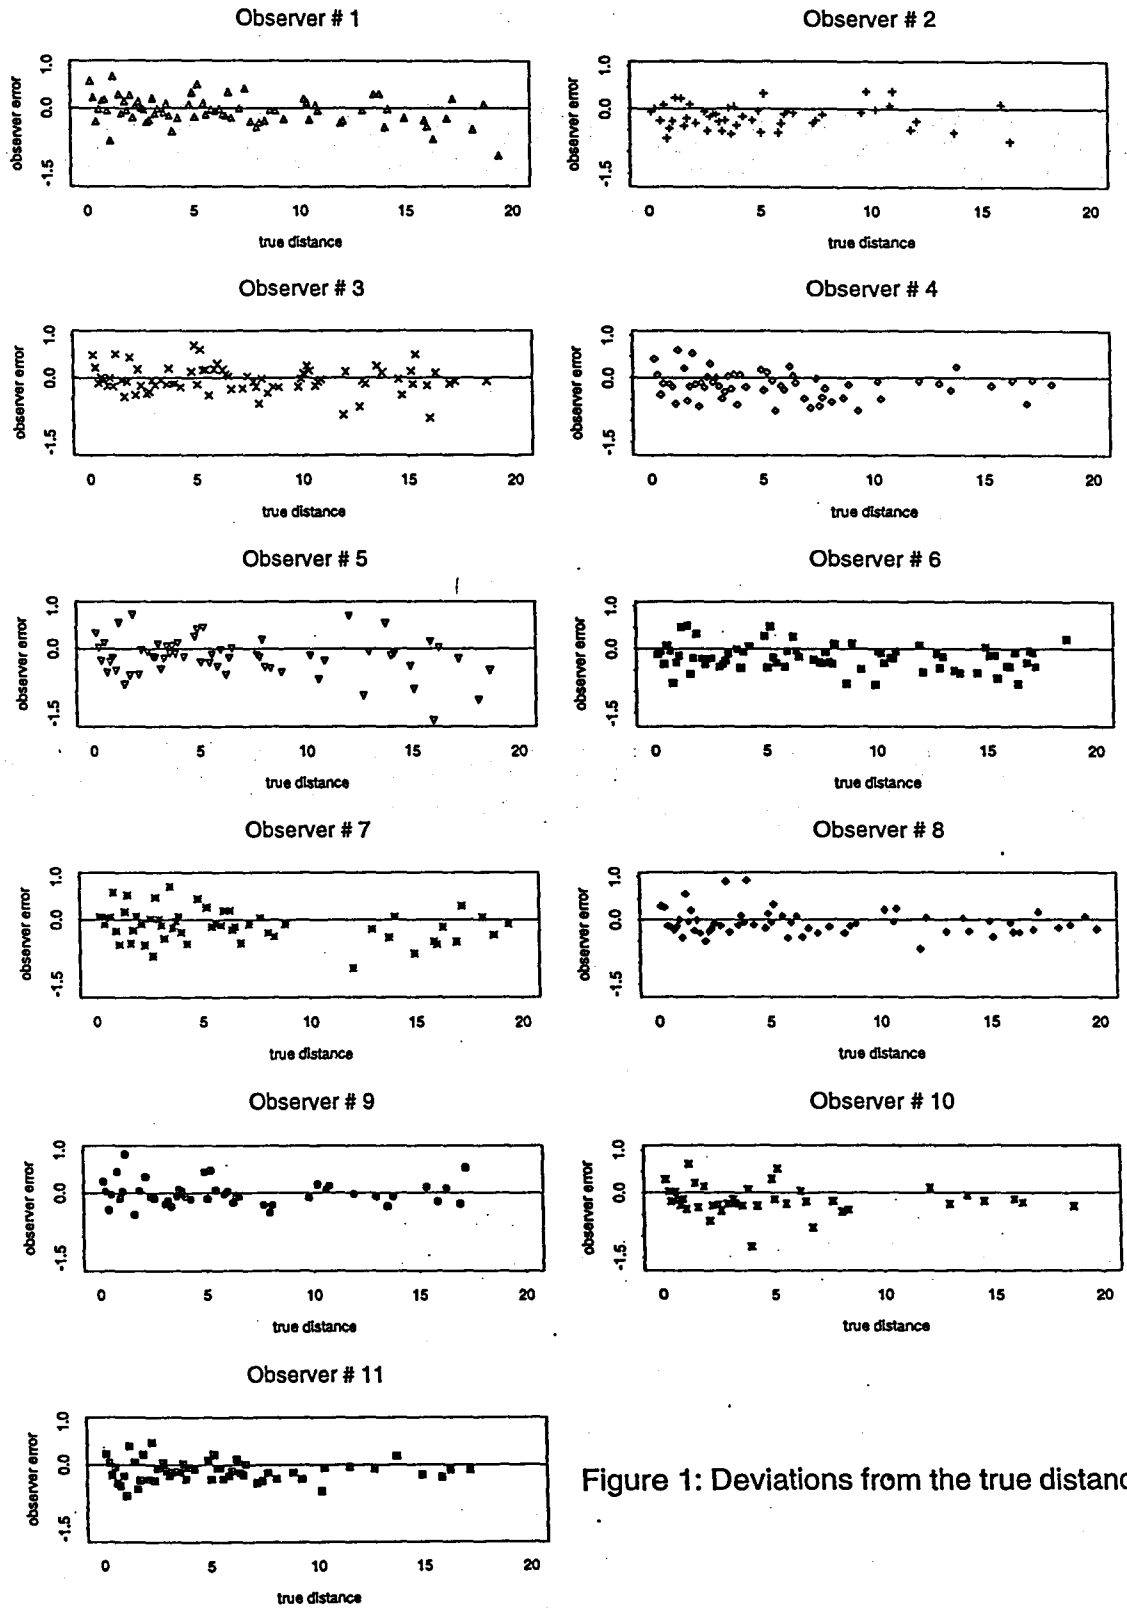 Observer # 1
observer error
1.0
0.0
-1.5
0 5 10 15 20
true distance
Observer # 2
observer error
1.0
0.0
-1.5
0 5 10 15 20
true distance
Observer # 3
observer error
1.0
0.0
-1.5
0 5 10 15 20
true distance
Observer # 4
observer error
1.0
0.0
-1.5
0 5 10 15 20
true distance
Observer # 5
observer error
1.0
0.0
-1.5
0 5 10 15 20
true distance
Observer # 6
observer error
1.0
0.0
-1.5
0 5 10 15 20
true distance
Observer # 7
observer error
1.0
0.0
-1.5
0 5 10 15 20
true distance
Observer # 8
observer error
1.0
0.0
-1.5
0 5 10 15 20
true distance
Observer # 9
observer error
1.0
0.0
-1.5
0 5 10 15 20
true distance
Observer # 10
observer error
1.0
0.0
-1.5
0 5 10 15 20
true distance
Observer # 11
observer error
1.0
0.0
-1.5
0 5 10 15 20
true distance
Figure 1: Deviations from the true distanc